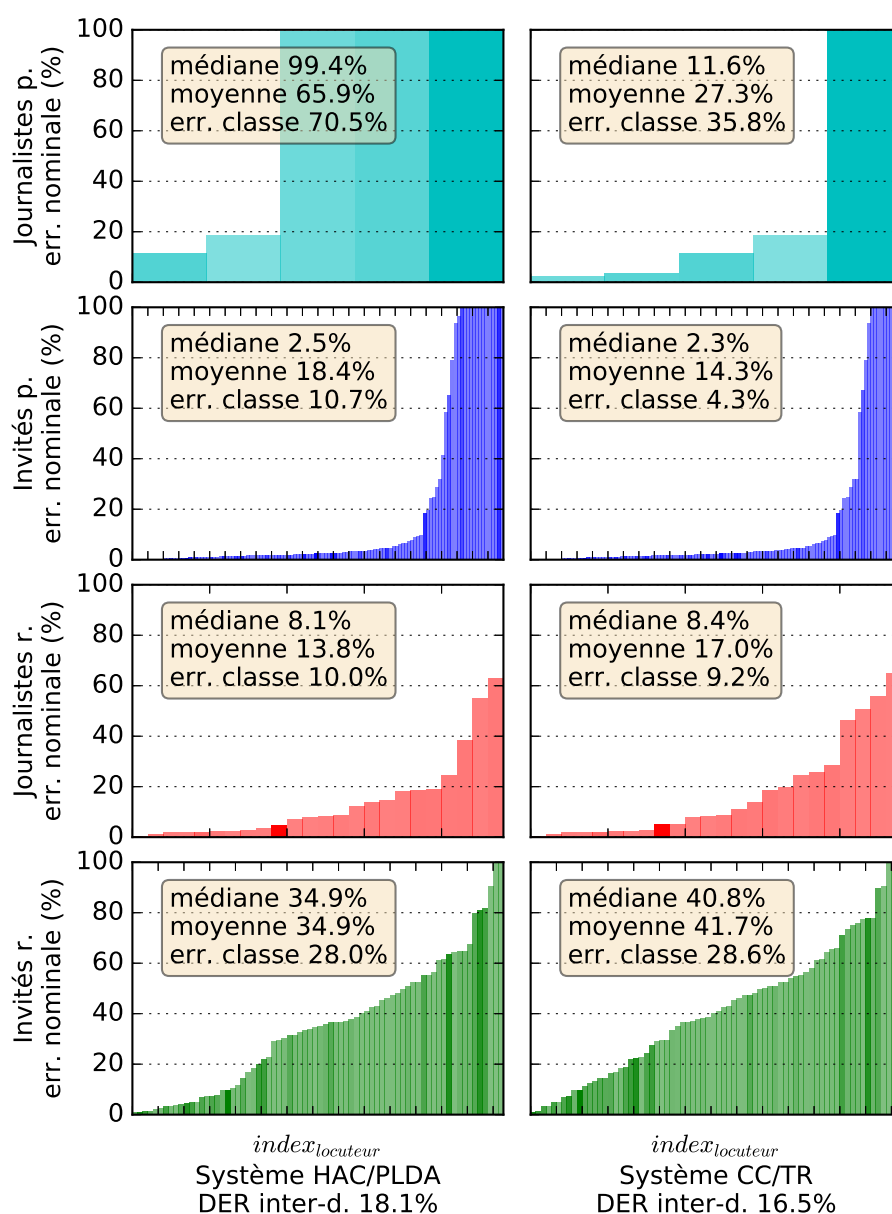 Journalistes p.
err. nominale (%)
100
80
60
40
20
0
médiane 99.4%
moyenne 65.9%
err. classe 70.5%
médiane 11.6%
moyenne 27.3%
err. classe 35.8%
Invités p.
err. nominale (%)
100
80
60
40
20
0
médiane 2.5%
moyenne 18.4%
err. classe 10.7%
médiane 2.3%
moyenne 14.3%
err. classe 4.3%
Journalistes r.
err. nominale (%)
100
80
60
40
20
0
médiane 8.1%
moyenne 13.8%
err. classe 10.0%
médiane 8.4%
moyenne 17.0%
err. classe 9.2%
Invités r.
err. nominale (%)
100
80
60
40
20
0
médiane 34.9%
moyenne 34.9%
err. classe 28.0%
médiane 40.8%
moyenne 41.7%
err. classe 28.6%
index_locuteur
Système HAC/PLDA
DER inter-d. 18.1%
index_locuteur
Système CC/TR
DER inter-d. 16.5%